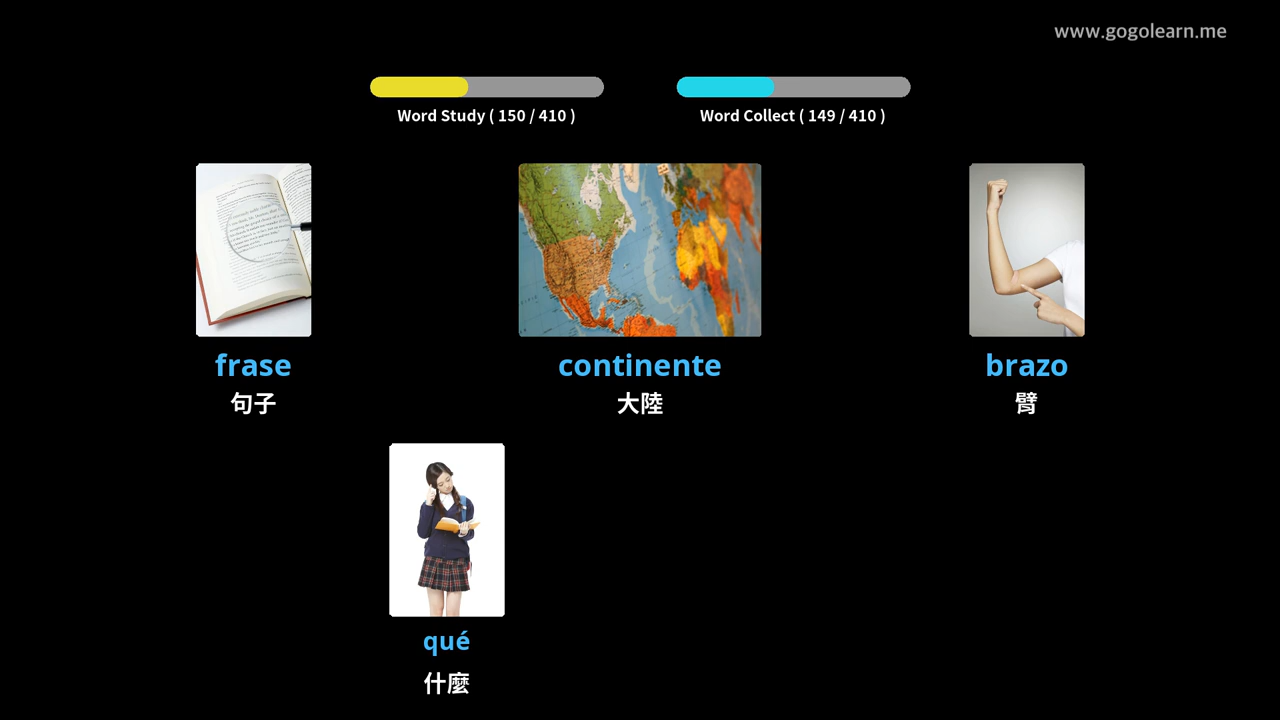 www.gogolearn.me
Word Study ( 150 / 410 )
Word Collect ( 149 / 410 )
frase
句子
continente
大陸
brazo
臂
qué
什麼